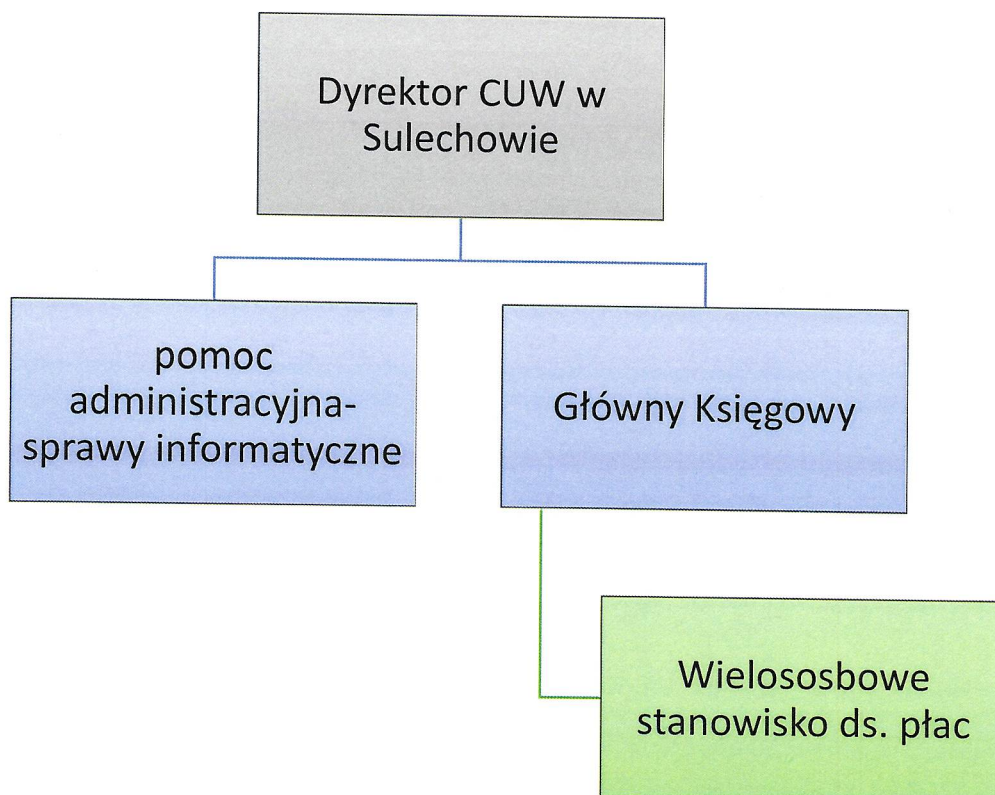 Dyrektor CUW w
Sulechowie
pomoc
administracyjna-
sprawy informatyczne
Główny Księgowy
Wielososbowe
stanowisko ds. płac